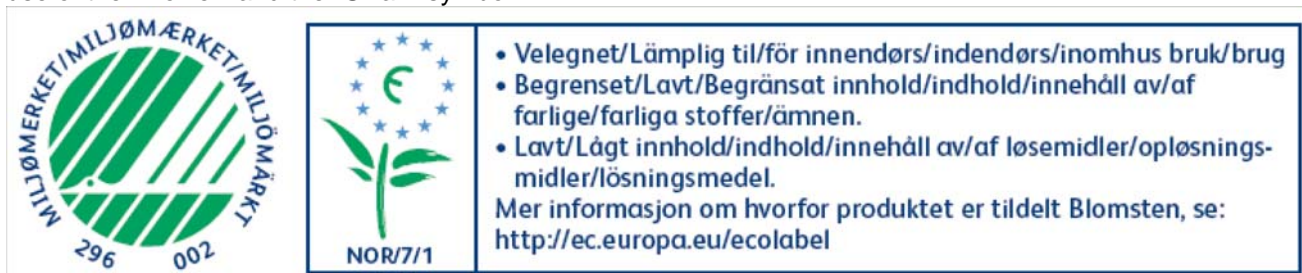 MILJØMERKET/MILJØMÆRKET/MILJÖMÄRKT
296 002
NOR/7/1
• Velegnet/Lämplig til/för innendørs/indendørs/inomhus bruk/brug
• Begrenset/Lavt/Begränsat innhold/indhold/innehåll av/af
farlige/farliga stoffer/ämnen.
• Lavt/Lågt innhold/indhold/innehåll av/af løsemidler/opløsnings-
midler/lösningsmedel.
Mer informasjon om hvorfor produktet er tildelt Blomsten, se:
http://ec.europa.eu/ecolabel